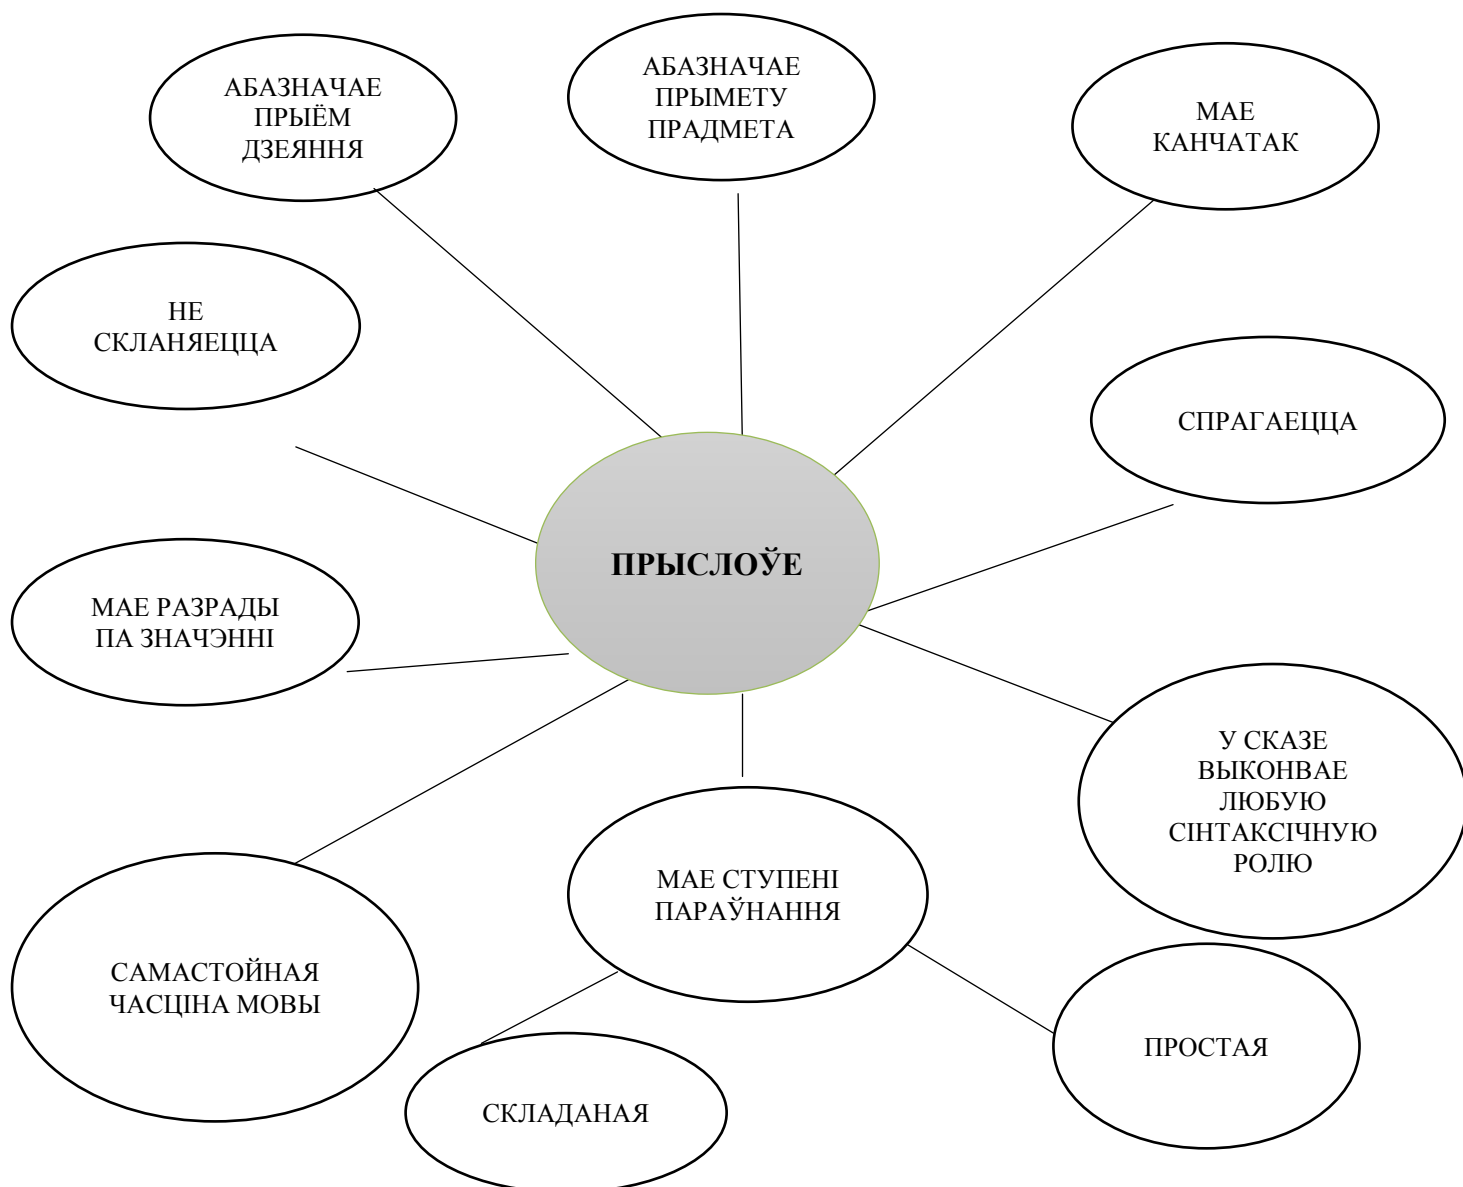 АБАЗНАЧАЕ
ПРЫЁМ
ДЗЕЯННЯ
АБАЗНАЧАЕ
ПРЫМЕТУ
ПРАДМЕТА
МАЕ
КАНЧАТАК
НЕ
СКЛАНЯЕЦЦА
СПРАГАЕЦЦА
ПРЫСЛОЎЕ
МАЕ РАЗРАДЫ
ПА ЗНАЧЭННІ
У СКАЗЕ
ВЫКОНВАЕ
ЛЮБУЮ
СІНТАКСІЧНУЮ
РОЛЮ
МАЕ СТУПЕНІ
ПАРАЎНАННЯ
САМАСТОЙНАЯ
ЧАСЦІНА МОВЫ
ПРОСТАЯ
СКЛАДАНАЯ